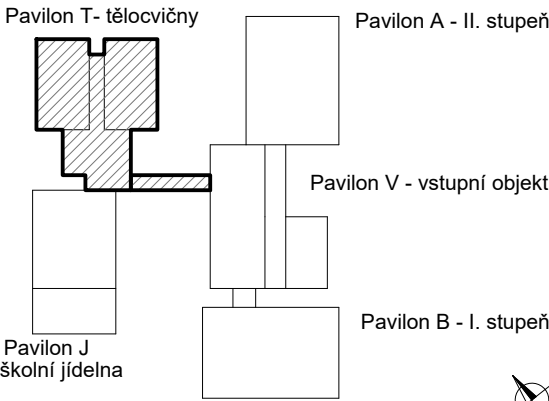 Pavilon T- tělocvičny
Pavilon A - II. stupeň
Pavilon V - vstupní objekt
Pavilon B - I. stupeň
Pavilon J
školní jídelna